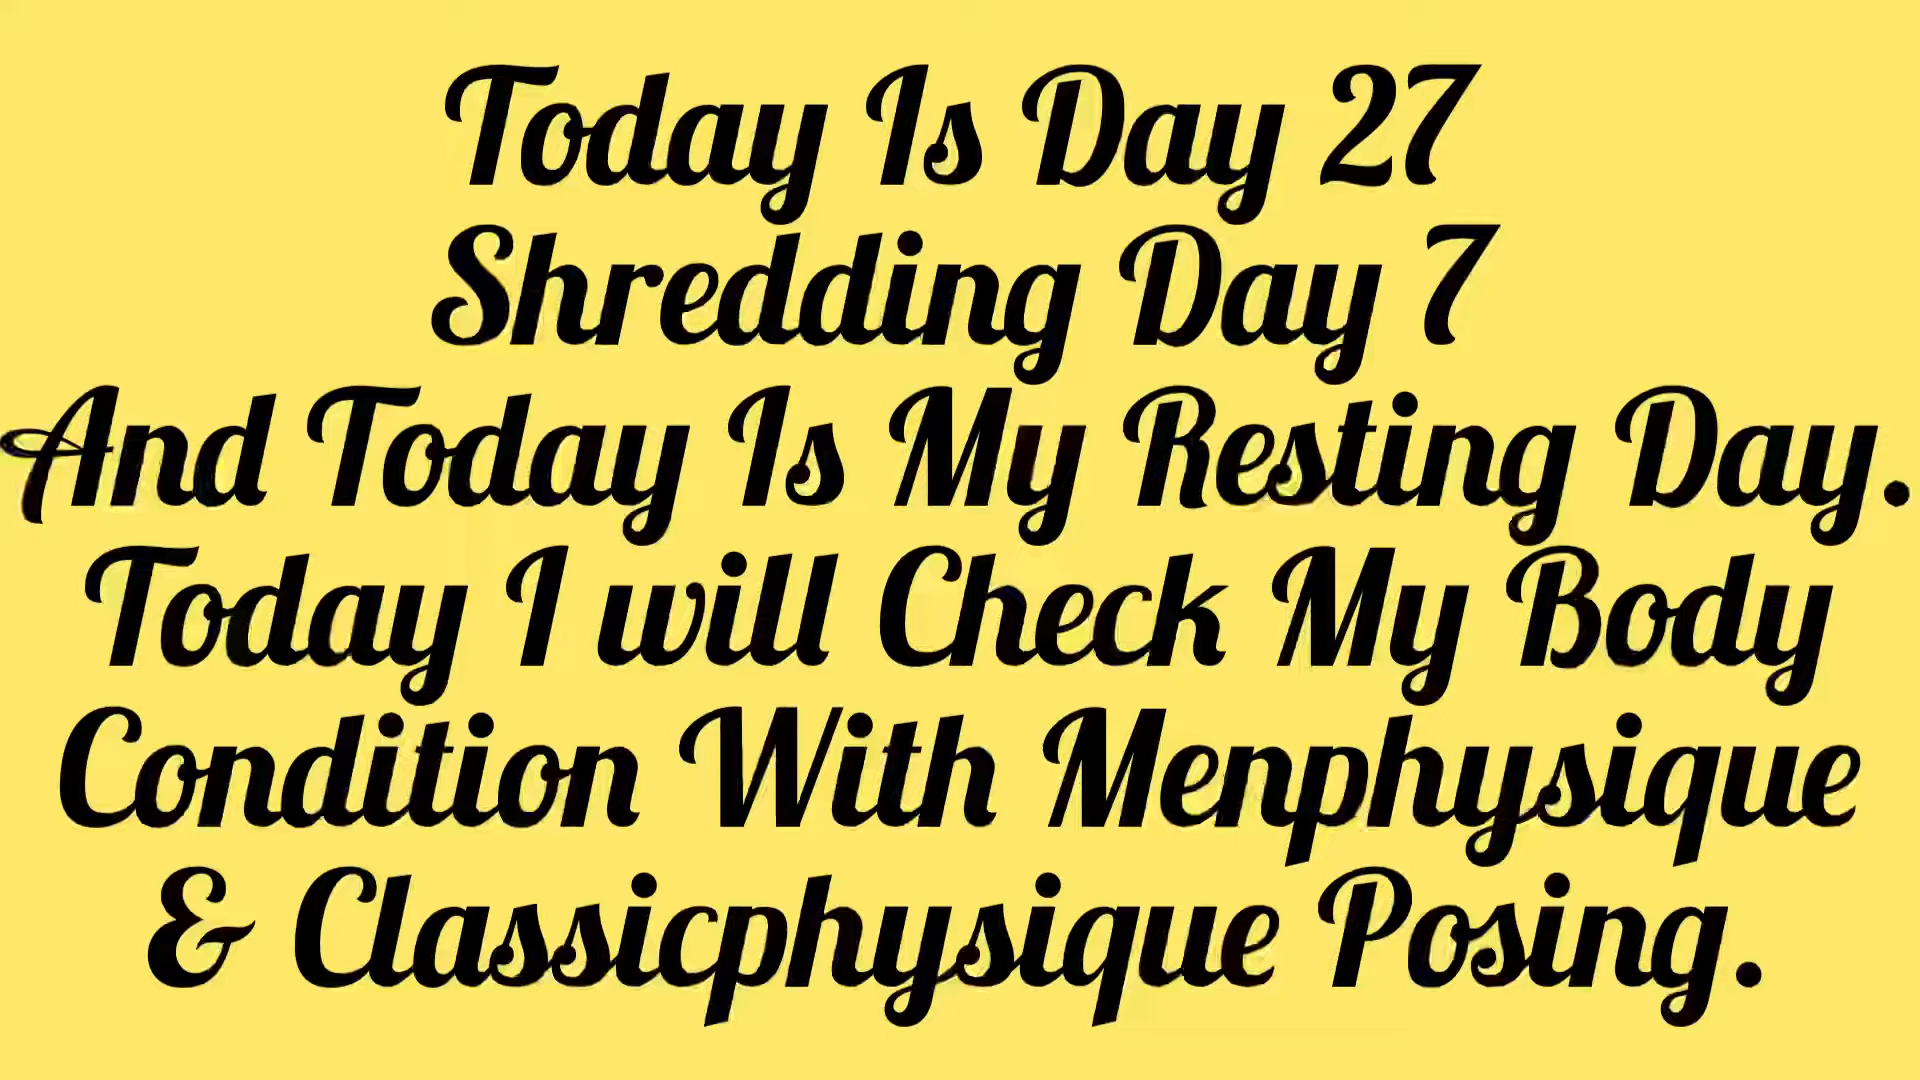 Today Is Day 27
Shredding Day 7
And Today Is My Resting Day.
Today I will Check My Body
Condition With Menphysique
& Classicphysique Posing.